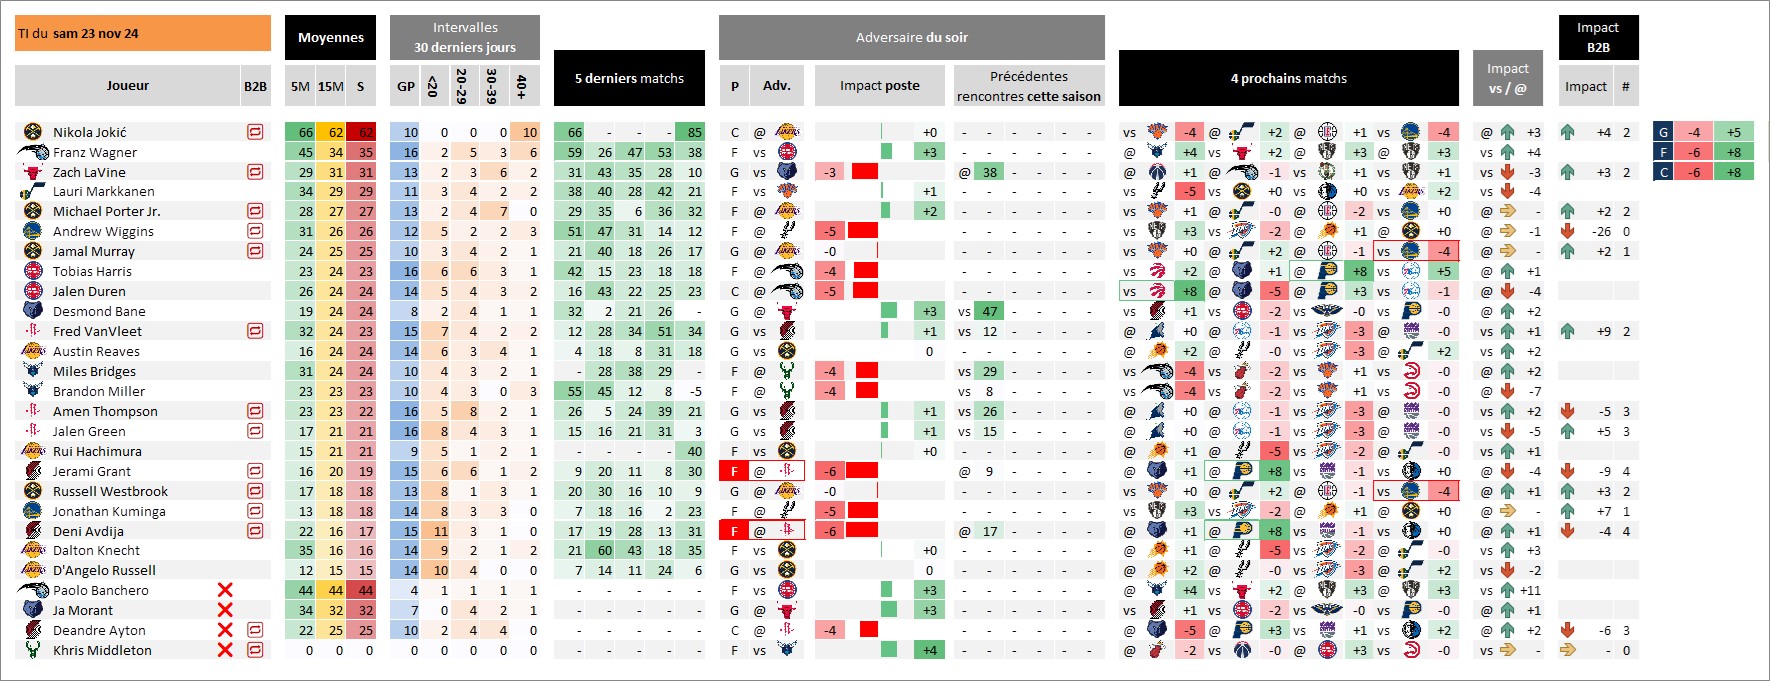 TI du sam 23 nov 24
Moyennes
Intervalles
30 derniers jours
5 derniers matchs
Adversaire du soir
4 prochains matchs
Impact
vs / @
Impact
B2B
Joueur B2B 5M 15M S GP <20 20-29 30-39 40+ P Adv. Impact poste Précédentes rencontres cette saison Impact #
Nikola Jokić 66 62 62 10 0 0 0 10 66 - - - 85 C @ +0 - - - - - vs -4 @ +2 @ +1 vs -4 @ +3 +4 2 G -4 +5
Franz Wagner 45 34 35 16 2 5 3 6 59 26 47 53 38 F vs +3 - - - - - @ +4 vs +2 @ +3 @ +3 vs +4 F -6 +8
Zach LaVine 29 31 31 13 2 3 6 2 31 43 35 28 10 G vs -3 @ 38 - - - - @ +1 @ -1 @ +1 vs +1 vs -3 +3 2 C -6 +8
Lauri Markkanen 34 29 29 11 3 4 2 2 38 40 28 42 21 F vs +1 - - - - - vs -5 vs +0 vs +0 vs +2 vs -4
Michael Porter Jr. 28 27 27 13 2 4 7 0 29 35 6 36 32 F @ +2 - - - - - vs +1 @ -0 @ -2 vs +0 @ - +2 2
Andrew Wiggins 31 26 26 12 5 2 2 3 51 47 31 14 12 F @ -5 - - - - - vs +3 vs -2 @ +1 @ +0 @ -1 -26 0
Jamal Murray 24 25 25 10 3 4 2 1 21 40 18 26 17 G @ -0 - - - - - vs +0 @ +2 @ -1 vs -4 @ - +2 1
Tobias Harris 23 24 23 16 6 6 3 1 42 15 23 18 18 F @ -4 - - - - - vs +2 @ +1 @ +8 vs +5 @ +1
Jalen Duren 26 24 23 14 5 4 3 2 16 43 22 25 23 C @ -5 - - - - - vs +8 @ -5 @ +3 vs -1 @ -4
Desmond Bane 19 24 24 8 2 4 1 1 32 2 21 26 - G @ +3 vs 47 - - - - vs +1 vs -2 vs -0 vs -0 @ +2
Fred VanVleet 32 24 23 15 7 4 2 2 12 28 34 51 34 G vs +1 vs 12 - - - - @ +0 @ -1 vs -3 @ -0 vs +1 +9 2
Austin Reaves 16 24 24 14 6 3 4 1 4 18 8 31 18 G vs 0 - - - - - @ +2 vs -0 vs -3 @ +2 vs +2
Miles Bridges 31 24 24 10 4 3 2 1 - 28 38 29 - F vs -4 vs 29 - - - - vs -4 vs -2 vs +1 vs -0 vs +2
Brandon Miller 23 23 23 10 4 3 0 3 55 45 12 8 -5 F vs -4 vs 8 - - - - vs -4 vs -2 vs +1 vs -0 vs -7
Amen Thompson 23 23 22 16 5 8 2 1 26 5 24 39 21 G vs +1 vs 26 - - - - @ +0 @ -1 vs -3 @ -0 vs +2 -5 3
Jalen Green 17 21 21 16 8 4 3 1 15 16 21 31 3 G vs +1 vs 15 - - - - @ +0 @ -1 vs -3 @ -0 vs -5 +5 3
Rui Hachimura 15 21 21 9 5 1 2 1 - - - - 40 F vs +0 - - - - - @ +1 @ -5 vs -2 @ -0 vs -1
Jerami Grant 16 20 19 15 6 6 1 2 9 20 11 8 30 F @ -6 @ 9 - - - - @ +1 @ +8 vs -1 vs +0 @ -4 -9 4
Russell Westbrook 17 18 18 13 8 1 3 1 20 30 16 10 9 G @ -0 - - - - - vs +0 @ +2 @ -1 vs -4 @ +1 +3 2
Jonathan Kuminga 13 18 18 14 8 3 3 0 7 18 16 2 23 F @ -5 - - - - - vs +3 vs -2 @ +1 @ +0 @ - +7 1
Deni Avdija 22 16 17 15 11 3 1 0 17 19 28 13 31 F @ -6 @ 17 - - - - @ +1 @ +8 vs -1 vs +0 @ +1 -4 4
Dalton Knecht 35 16 16 14 9 2 1 2 21 60 43 18 35 F vs +0 - - - - - @ +1 @ -5 vs -2 @ -0 vs +3
D'Angelo Russell 12 15 15 14 10 4 0 0 7 14 11 24 6 G vs 0 - - - - - @ +2 vs -0 vs -3 @ +2 vs -2
Paolo Banchero 44 44 44 4 1 1 1 1 - - - - - F vs +3 - - - - - @ +4 vs +2 @ +3 @ +3 vs +11
Ja Morant 34 32 32 7 0 4 2 1 - - - - - G @ +3 - - - - - vs +1 vs -2 vs -0 vs -0 @ +1
Deandre Ayton 22 25 25 10 2 4 4 0 - - - - - C @ -4 - - - - - @ -5 @ +3 vs +1 vs +2 @ +2 -6 3
Khris Middleton 0 0 0 0 0 0 0 0 - - - - - F vs +4 - - - - - @ -2 vs -0 @ +3 vs -0 vs - - 0